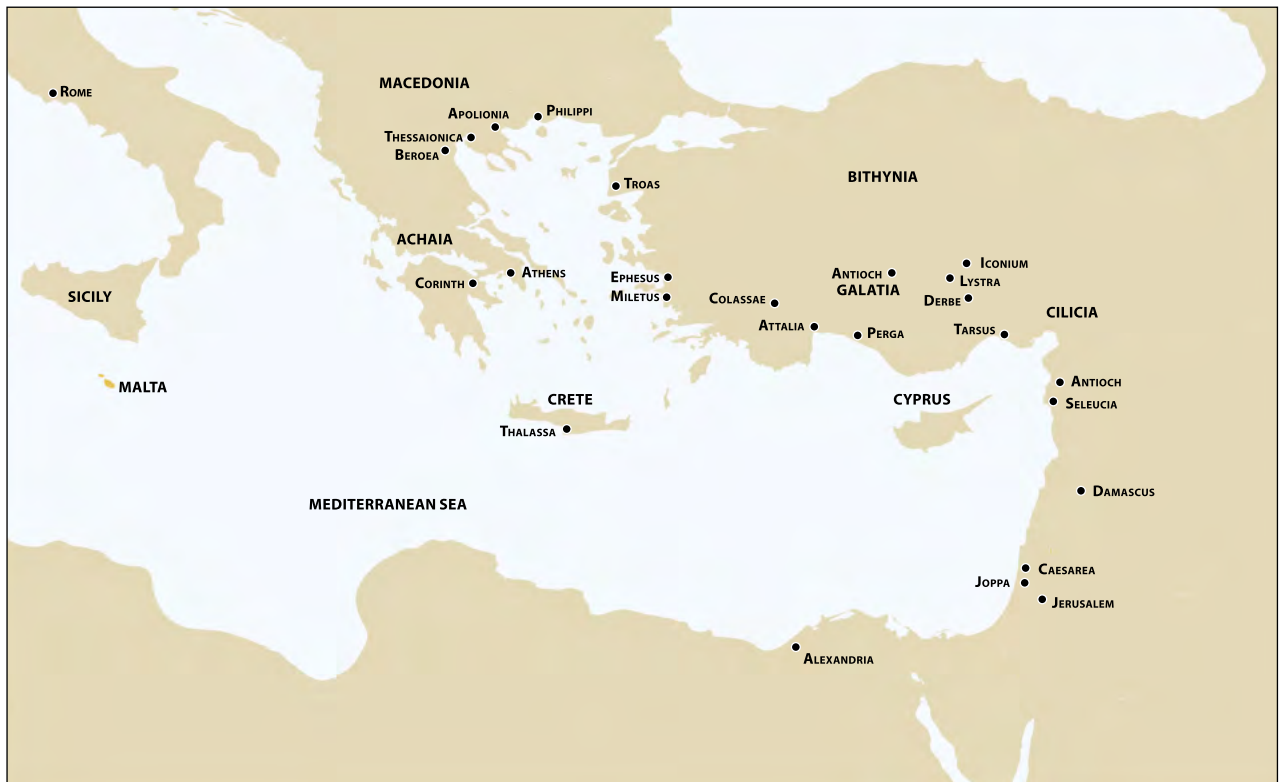 Rome
MACEDONIA
Apolionia
Philippi
Thessaionica
Beroea
Troas
BITHYNIA
ACHAIA
Athens
Corinth
SICILY
Ephesus
Miletus
Colassae
Antioch
GALATIA
Iconium
Lystra
Derbe
CILICIA
Attalia
Perga
Tarsus
MALTA
CRETE
Thalassa
CYPRUS
Antioch
Seleucia
MEDITERRANEAN SEA
Damascus
Caesarea
Joppa
Jerusalem
Alexandria